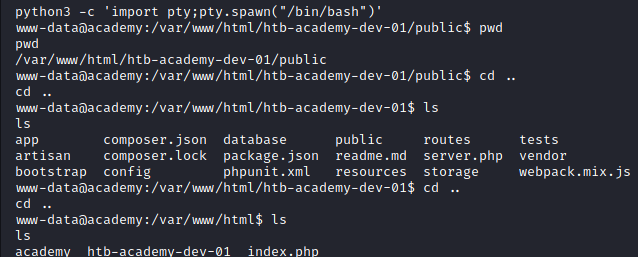 python3 -c 'import pty;pty.spawn("/bin/bash")'
www-data@academy:/var/www/html/htb-academy-dev-01/public$ pwd
pwd
/var/www/html/htb-academy-dev-01/public
www-data@academy:/var/www/html/htb-academy-dev-01/public$ cd ..
cd ..
www-data@academy:/var/www/html/htb-academy-dev-01$ ls
ls
app composer.json database public routes tests
artisan composer.lock package.json readme.md server.php vendor
bootstrap config phpunit.xml resources storage webpack.mix.js
www-data@academy:/var/www/html/htb-academy-dev-01$ cd ..
cd ..
www-data@academy:/var/www/html$ ls
ls
academy htb-academy-dev-01 index.php